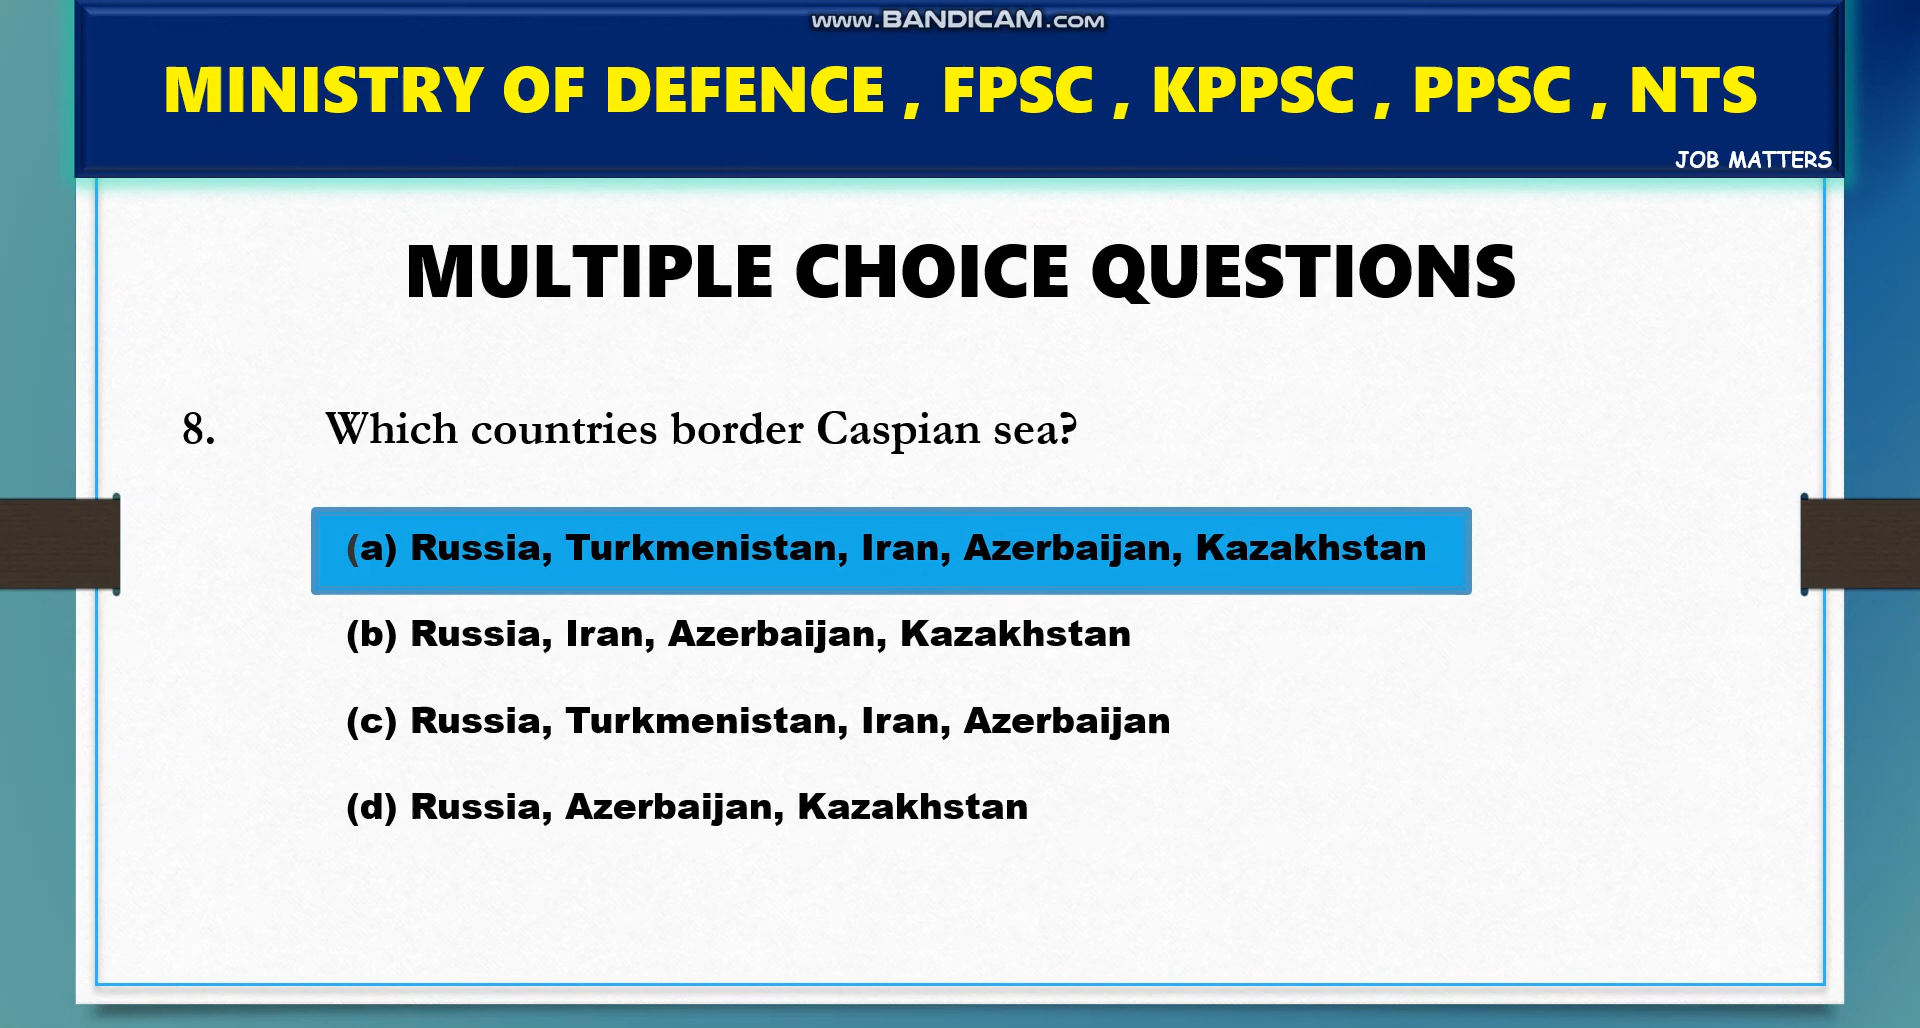 www.BANDICAM.com
MINISTRY OF DEFENCE , FPSC , KPPSC , PPSC , NTS
JOB MATTERS
MULTIPLE CHOICE QUESTIONS
8. Which countries border Caspian sea?
(a) Russia, Turkmenistan, Iran, Azerbaijan, Kazakhstan
(b) Russia, Iran, Azerbaijan, Kazakhstan
(c) Russia, Turkmenistan, Iran, Azerbaijan
(d) Russia, Azerbaijan, Kazakhstan